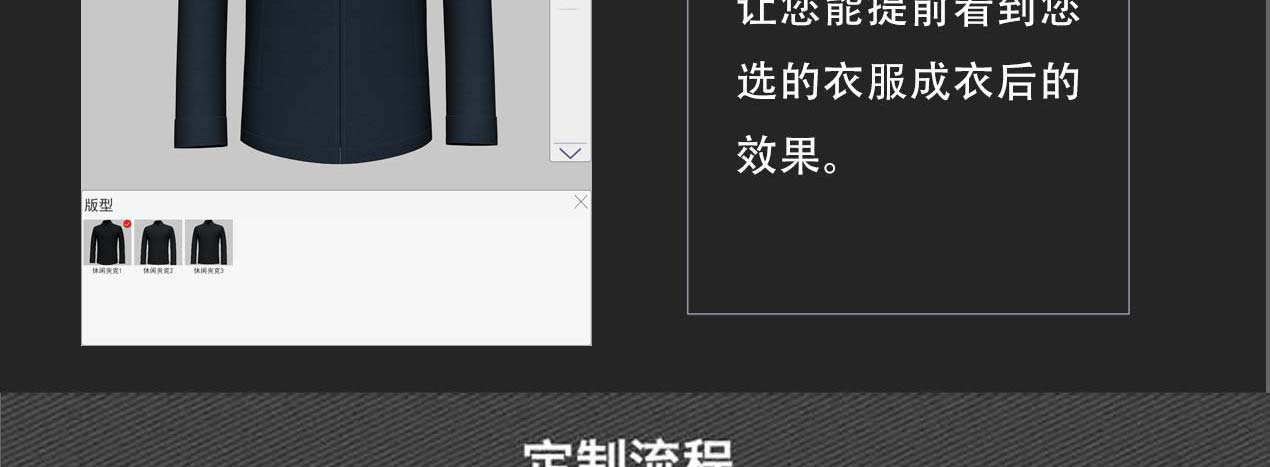 让您能提前看到您
选的衣服成衣后的
效果。
版型
休闲夹克1
休闲夹克2
休闲夹克3
定制流程